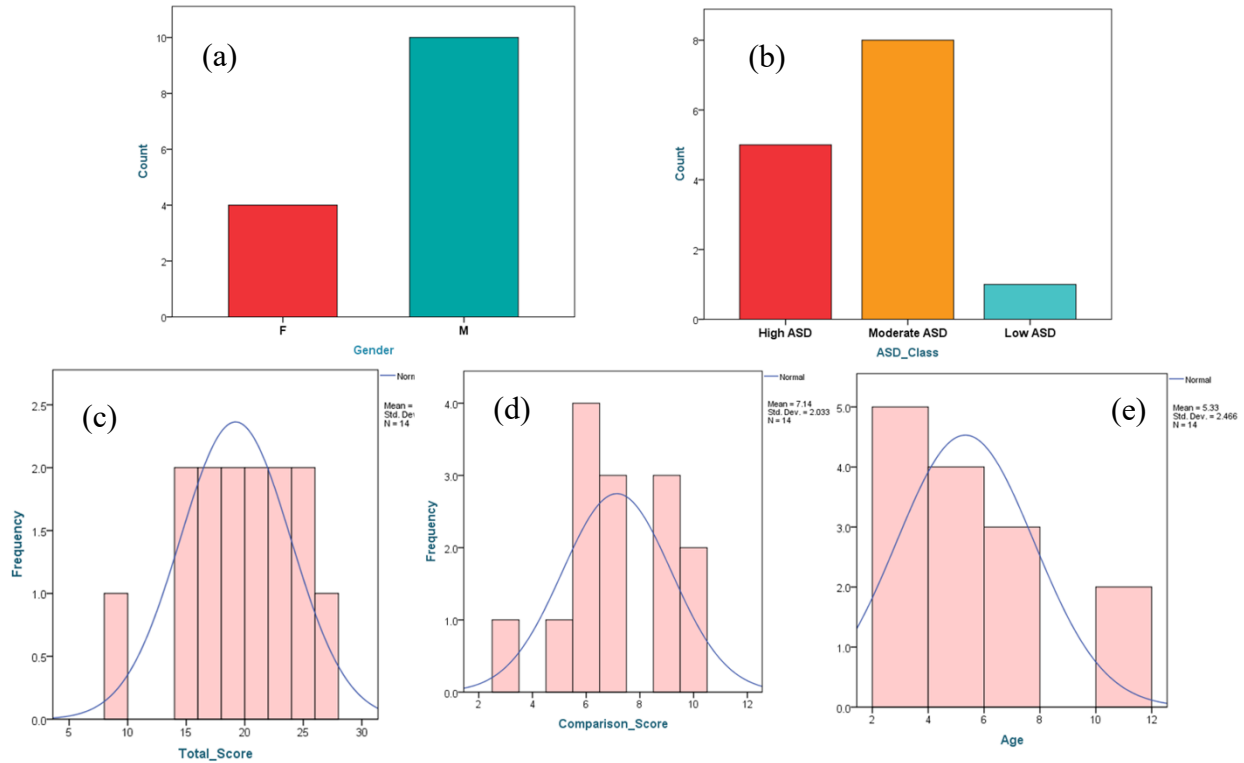 (a)
10
8
6
4
2
0
Count
F
M
Gender
(b)
8
6
4
2
0
Count
High ASD
Moderate ASD
Low ASD
ASD_Class
(c)
2.5
2.0
1.5
1.0
0.5
0.0
Frequency
5
10
15
20
25
30
Total_Score
Mean =
N = 14
(d)
4.0
3.0
2.0
1.0
0.0
Frequency
2
4
6
8
10
12
Comparison_Score
Normal
Mean = 7.14
Std. Dev. = 2.033
N = 14
(e)
5.0
4.0
3.0
2.0
1.0
0.0
2
4
6
8
10
12
Age
Normal
Mean = 5.33
Std. Dev. = 2.466
N = 14